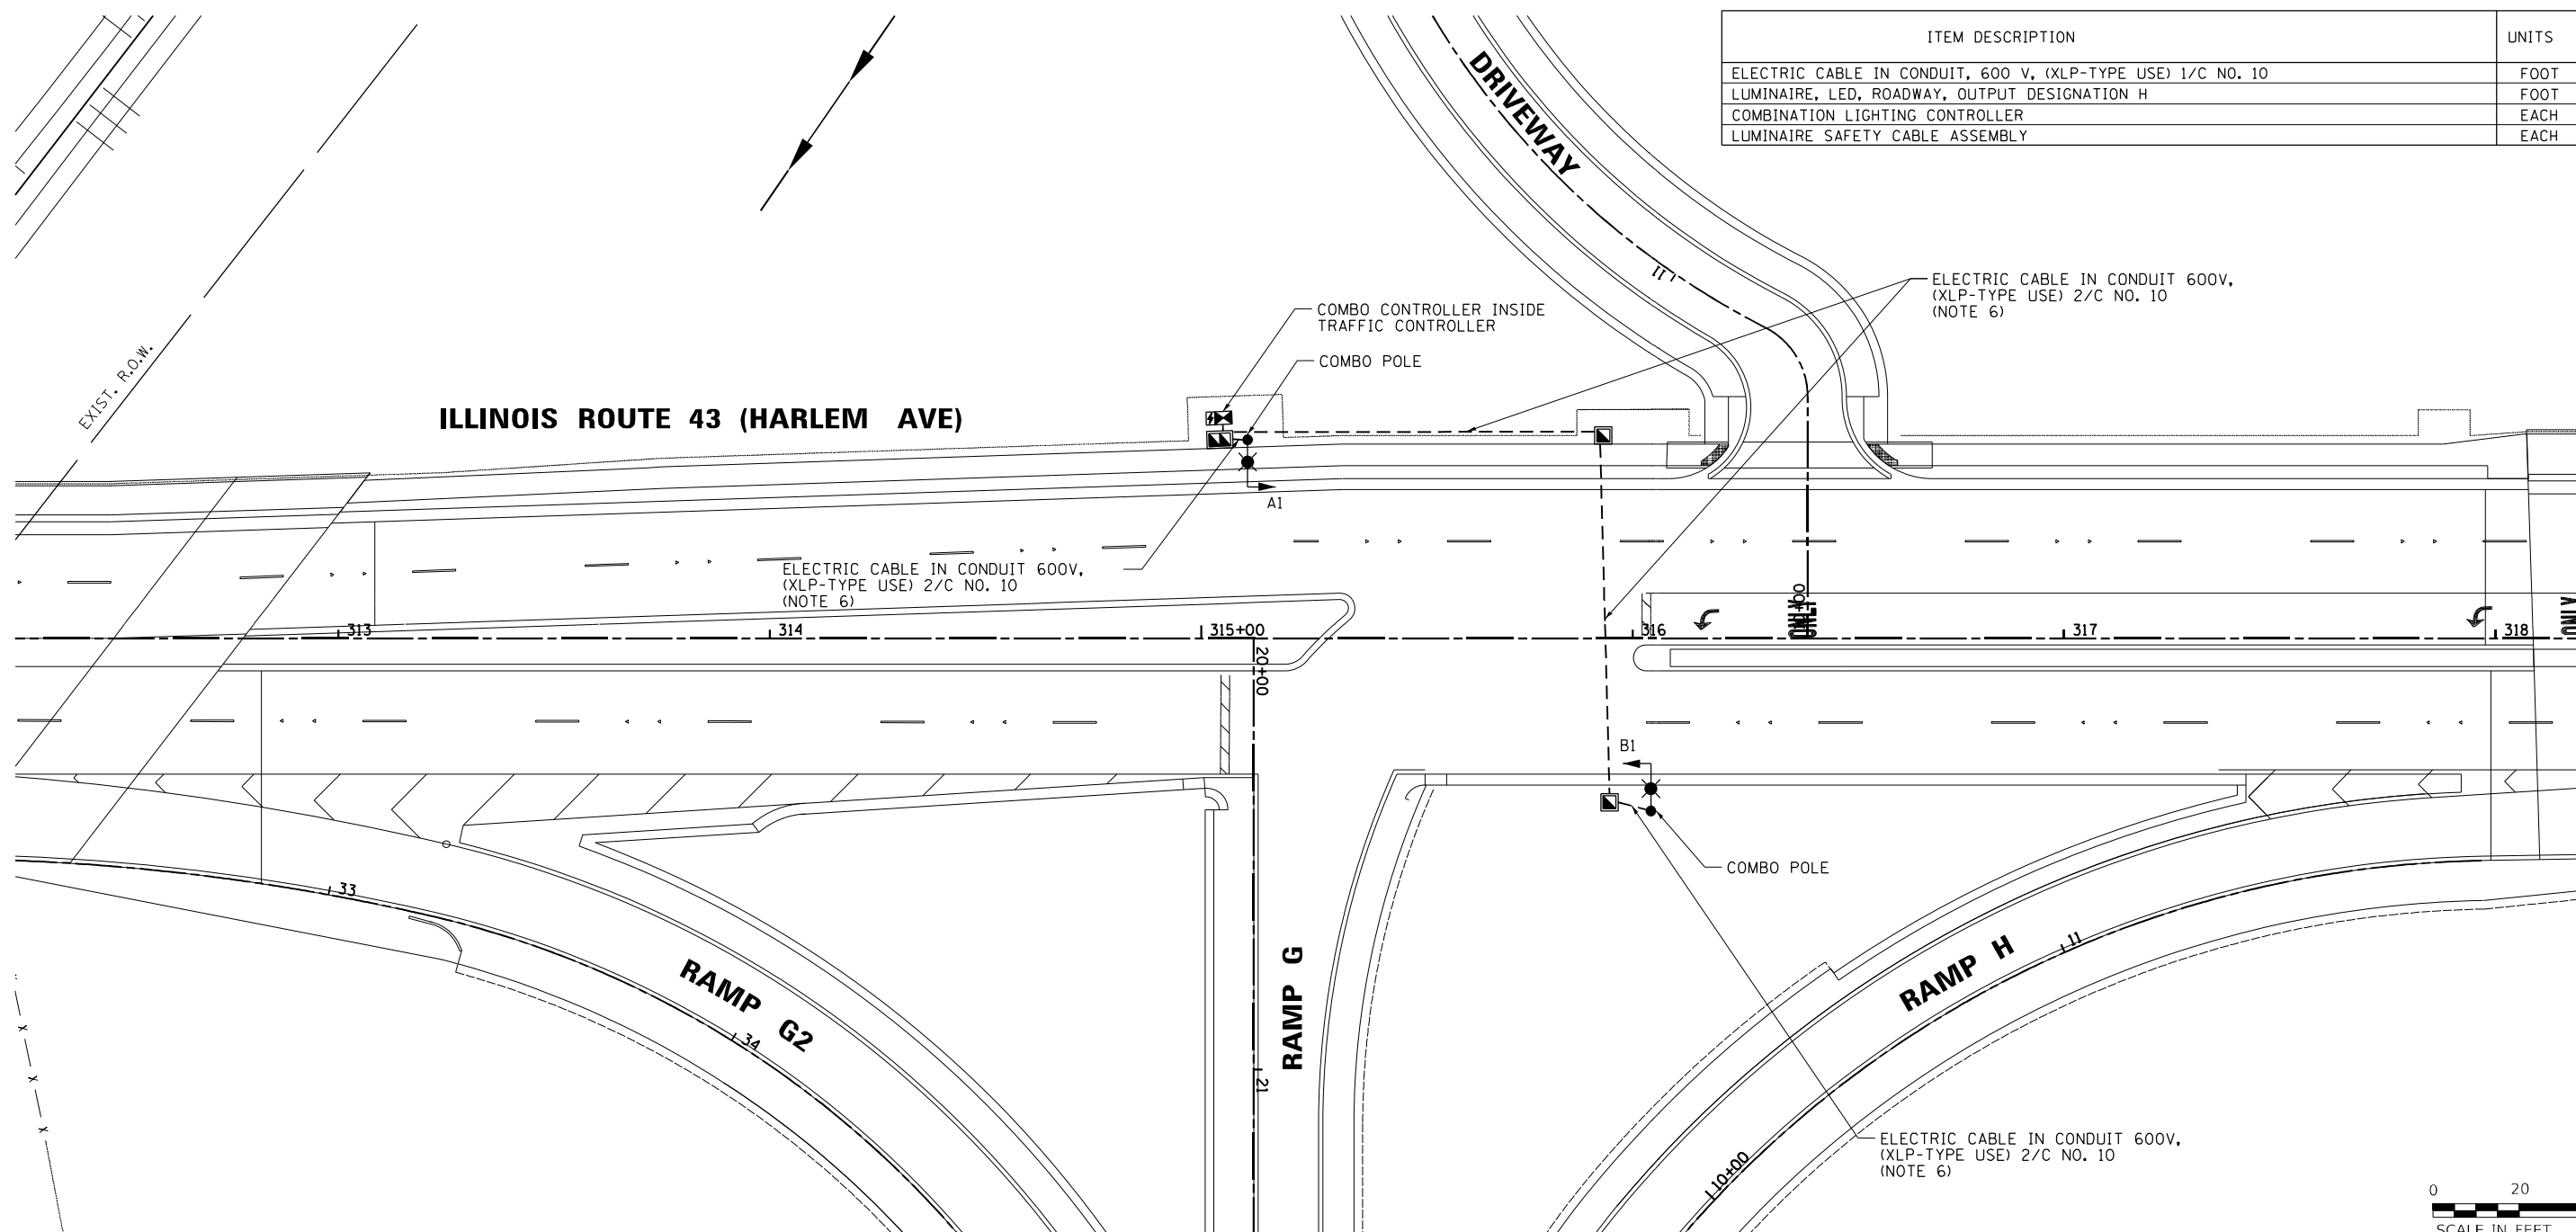 ITEM DESCRIPTION UNITS
ELECTRIC CABLE IN CONDUIT, 600 V, (XLP-TYPE USE) 1/C NO. 10 FOOT
LUMINAIRE, LED, ROADWAY, OUTPUT DESIGNATION H FOOT
COMBINATION LIGHTING CONTROLLER EACH
LUMINAIRE SAFETY CABLE ASSEMBLY EACH
DRIVEWAY
11
ELECTRIC CABLE IN CONDUIT 600V,
(XLP-TYPE USE) 2/C NO. 10
(NOTE 6)
COMBO CONTROLLER INSIDE
TRAFFIC CONTROLLER
COMBO POLE
EXIST. R.O.W.
ILLINOIS ROUTE 43 (HARLEM AVE)
A1
ELECTRIC CABLE IN CONDUIT 600V,
(XLP-TYPE USE) 2/C NO. 10
(NOTE 6)
ONLY
ONLY
313
314
315+00
316
317
318
20+00
B1
COMBO POLE
33
34
RAMP G2
RAMP G
21
RAMP H
11
10+00
ELECTRIC CABLE IN CONDUIT 600V,
(XLP-TYPE USE) 2/C NO. 10
(NOTE 6)
0 20
SCALE IN FEET